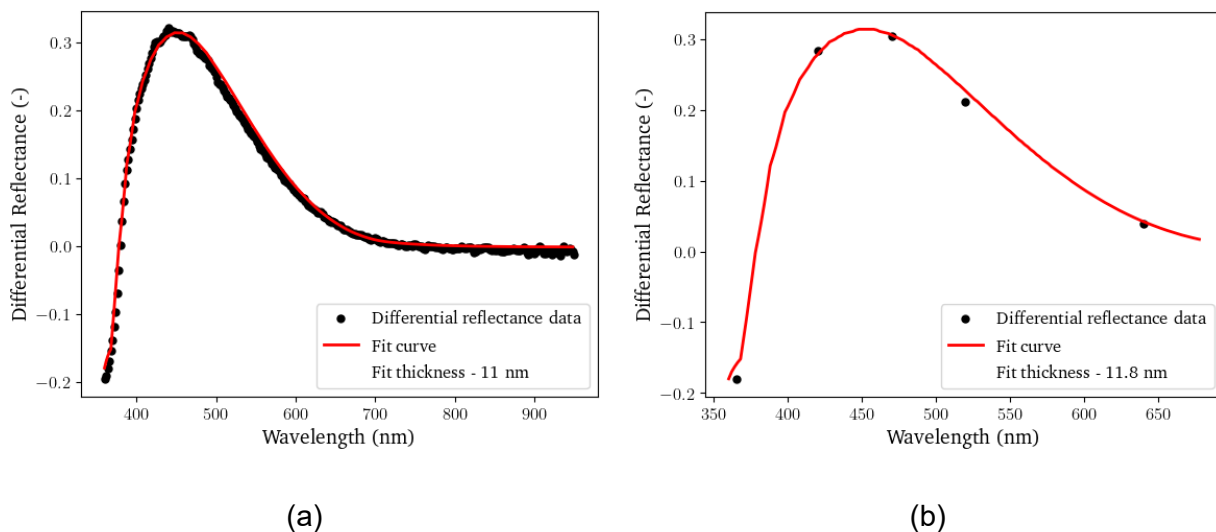 Differential Reflectance (-)
0.3
0.2
0.1
0.0
−0.1
−0.2
400 500 600 700 800 900
Wavelength (nm)
Differential reflectance data
Fit curve
Fit thickness - 11 nm
(a)
Differential Reflectance (-)
0.3
0.2
0.1
0.0
−0.1
−0.2
350 400 450 500 550 600 650
Wavelength (nm)
Differential reflectance data
Fit curve
Fit thickness - 11.8 nm
(b)